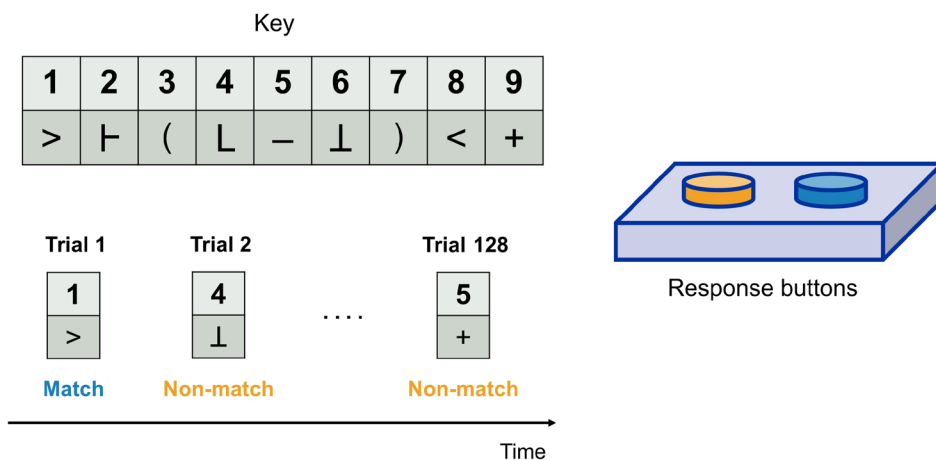 Key
1 2 3 4 5 6 7 8 9
> ⊢ ( L – ⊥ ) < +
Trial 1 Trial 2 Trial 128
1 4 .... 5
> ⊥ +
Match Non-match Non-match
Time
Response buttons